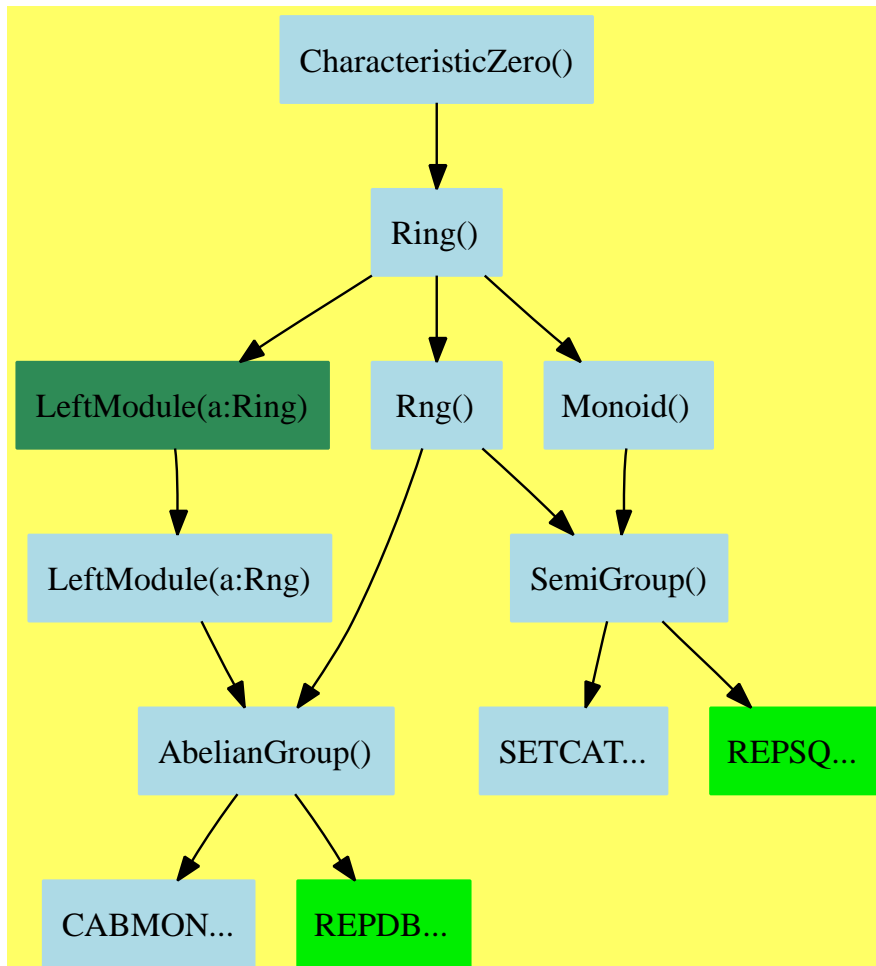 CharacteristicZero()
Ring()
LeftModule(a:Ring)
Rng()
Monoid()
LeftModule(a:Rng)
SemiGroup()
AbelianGroup()
SETCAT...
REPSQ...
CABMON...
REPDB...